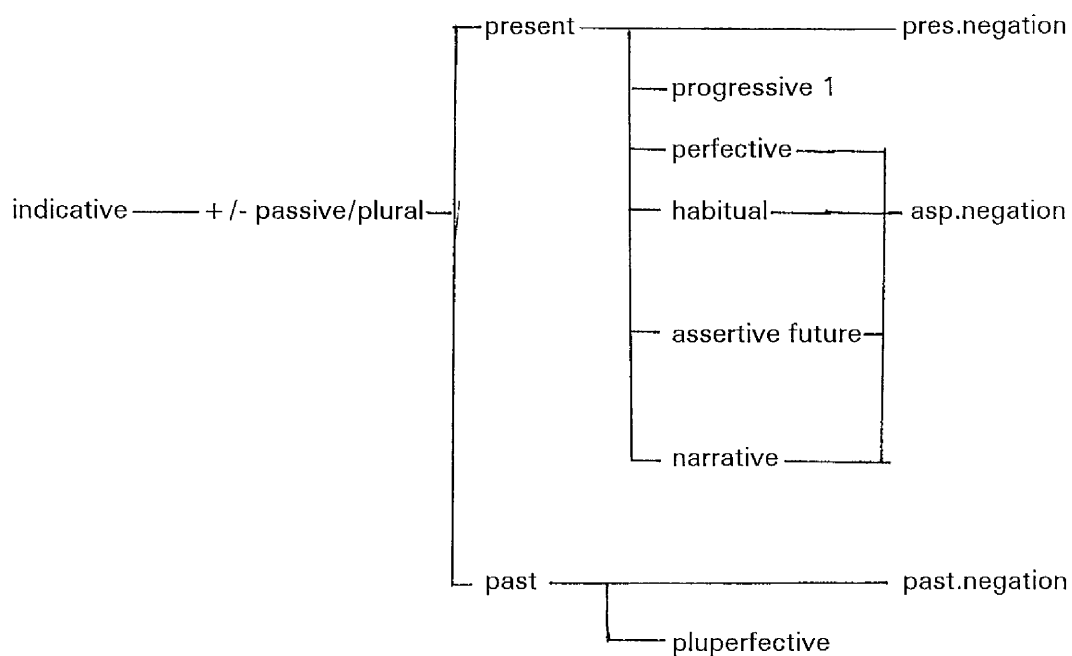 present pres.negation
progressive 1
perfective
indicative + /- passive/plural habitual asp.negation
assertive future
narrative
past past.negation
pluperfective